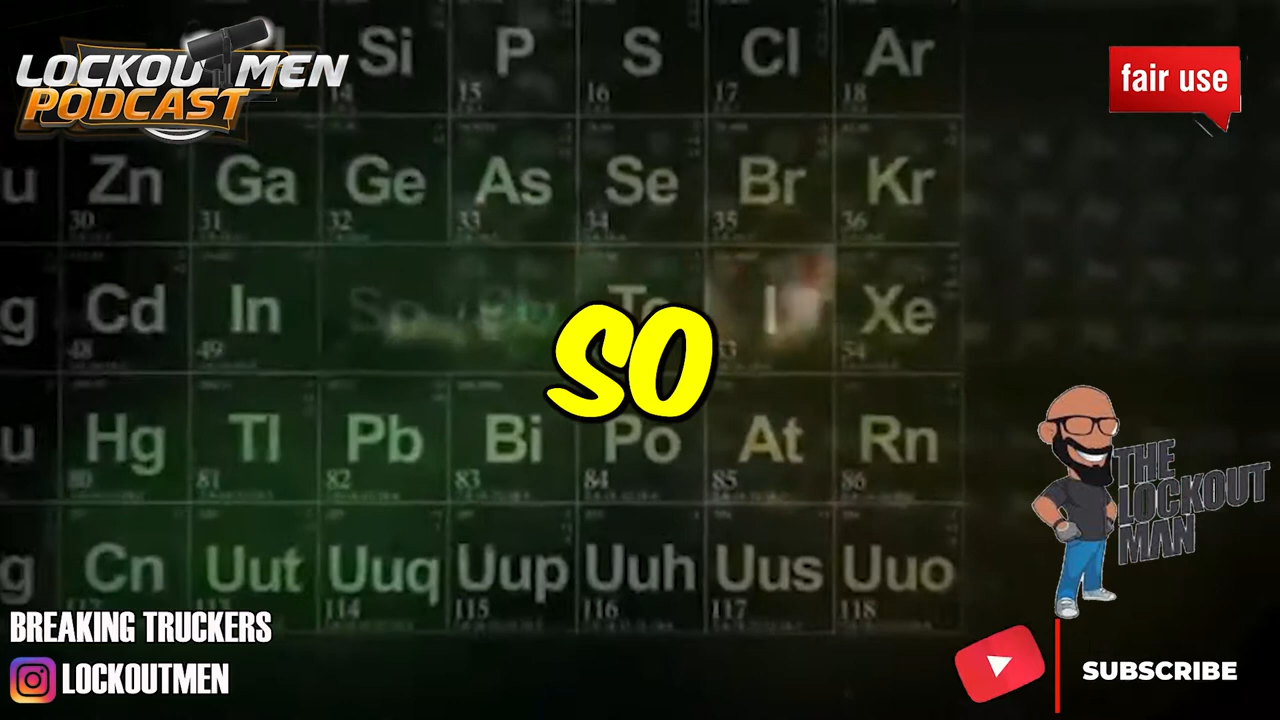 LOCKOUTMEN
PODCAST
fair use
Si P S Cl Ar
14 15 16 17 18
u Zn Ga Ge As Se Br Kr
30 31 32 33 34 35 36
g Cd In Te I Xe
48 49 54
SO
u Hg Tl Pb Bi Po At Rn
80 81 82 83 84 85 86
g Cn Uut Uuq Uup Uuh Uus Uuo
114 115 116 117 118
THE
LOCKOUT
MAN
BREAKING TRUCKERS
LOCKOUTMEN
SUBSCRIBE